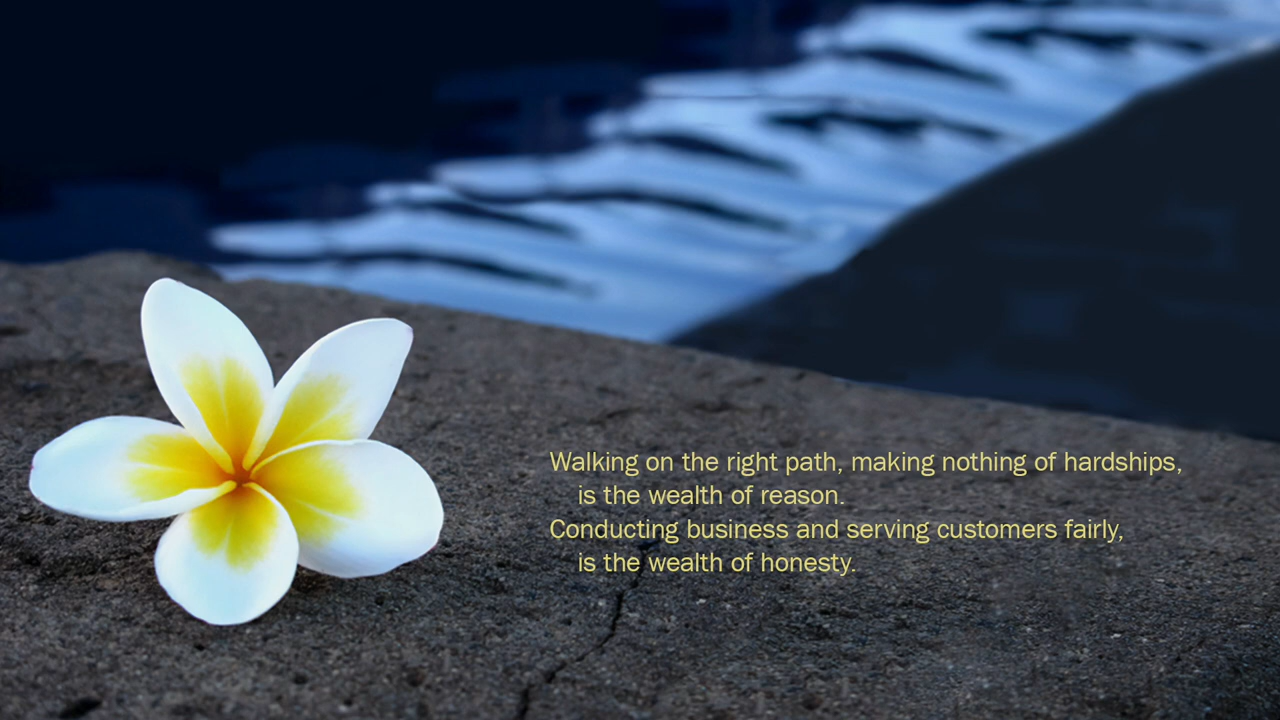 Walking on the right path, making nothing of hardships,
is the wealth of reason.
Conducting business and serving customers fairly,
is the wealth of honesty.